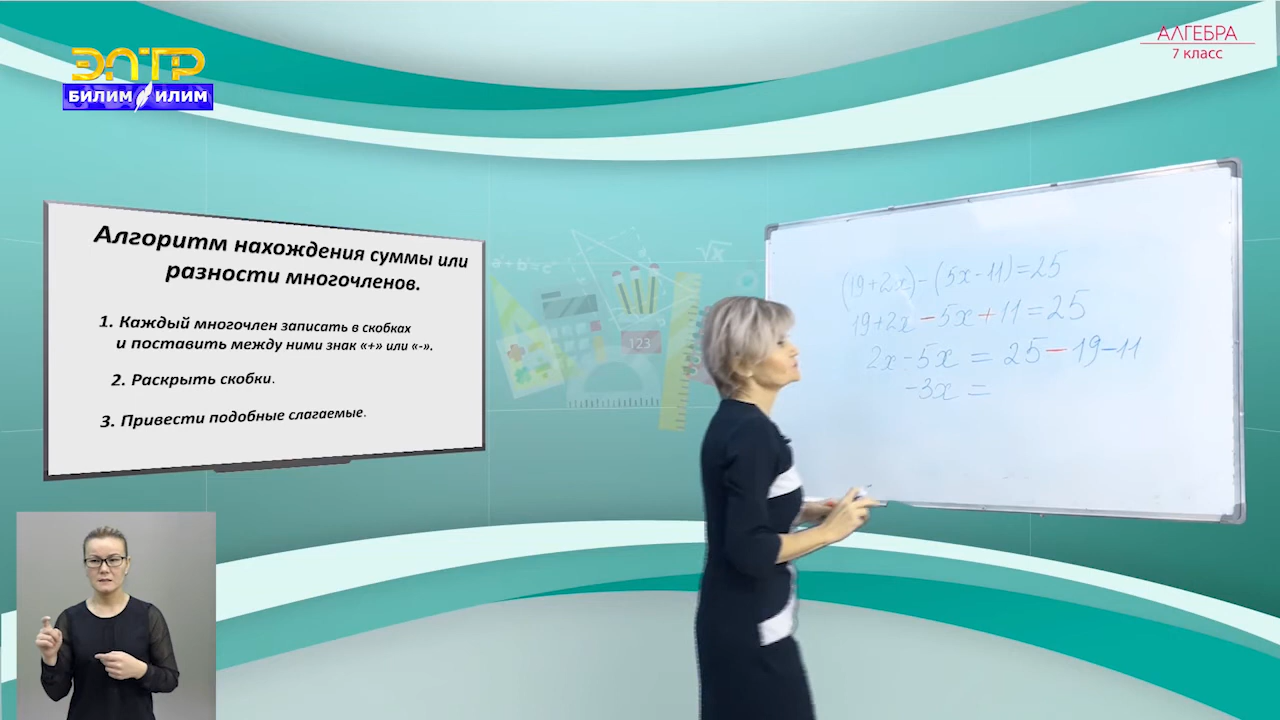 АЛГЕБРА
7 класс
ЭЛТР
БИЛИМ ИЛИМ
Алгоритм нахождения суммы или
разности многочленов.
1. Каждый многочлен записать в скобках
и поставить между ними знак «+» или «-».
2. Раскрыть скобки.
3. Привести подобные слагаемые.
(19+2x)-(5x-11)=25
19+2x-5x+11=25
2x-5x=25-19-11
-3x=
123
√x